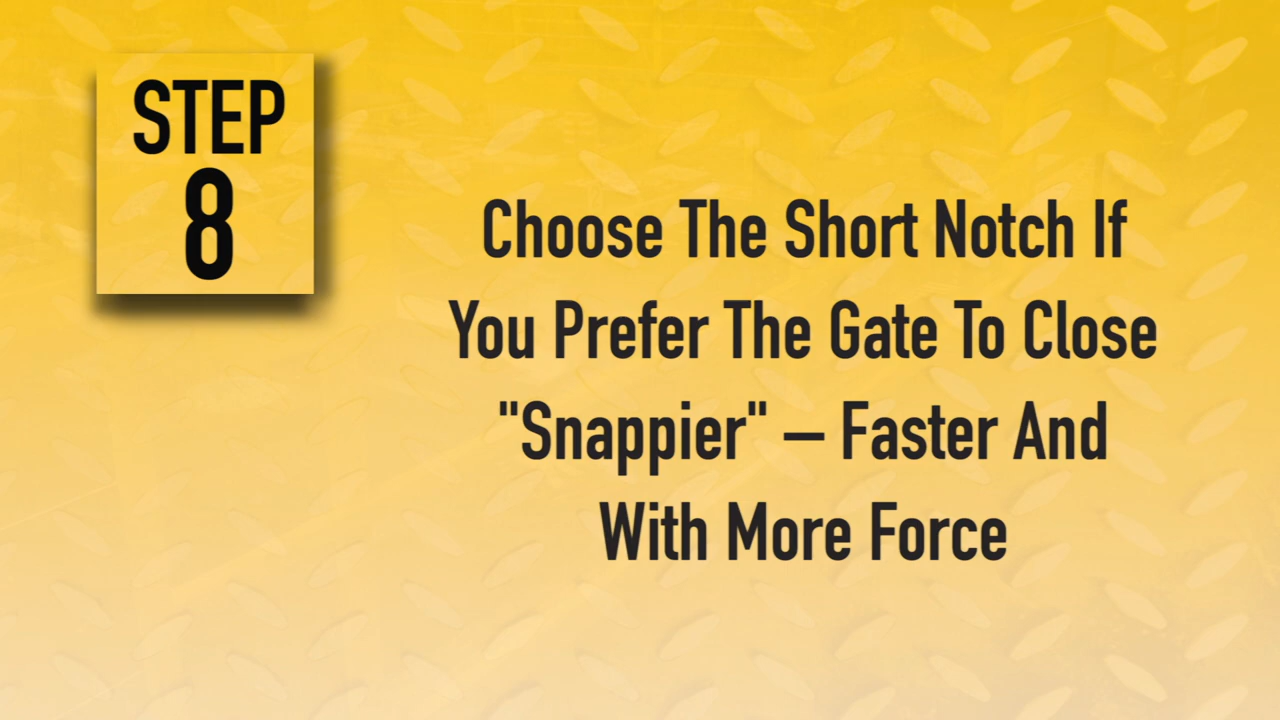 STEP
8
Choose The Short Notch If
You Prefer The Gate To Close
"Snappier" – Faster And
With More Force